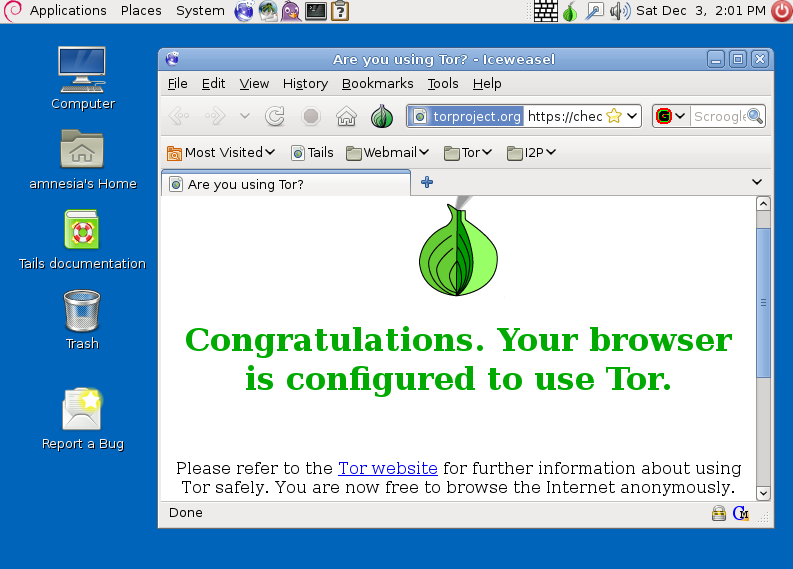 Applications Places System Sat Dec 3, 2:01 PM
Are you using Tor? - Iceweasel
File Edit View History Bookmarks Tools Help
torproject.org https://chec Scroogle
Most Visited Tails Webmail Tor I2P
Are you using Tor?
Congratulations. Your browser
is configured to use Tor.
Please refer to the Tor website for further information about using
Tor safely. You are now free to browse the Internet anonymously.
Done
Computer
amnesia's Home
Tails documentation
Trash
Report a Bug